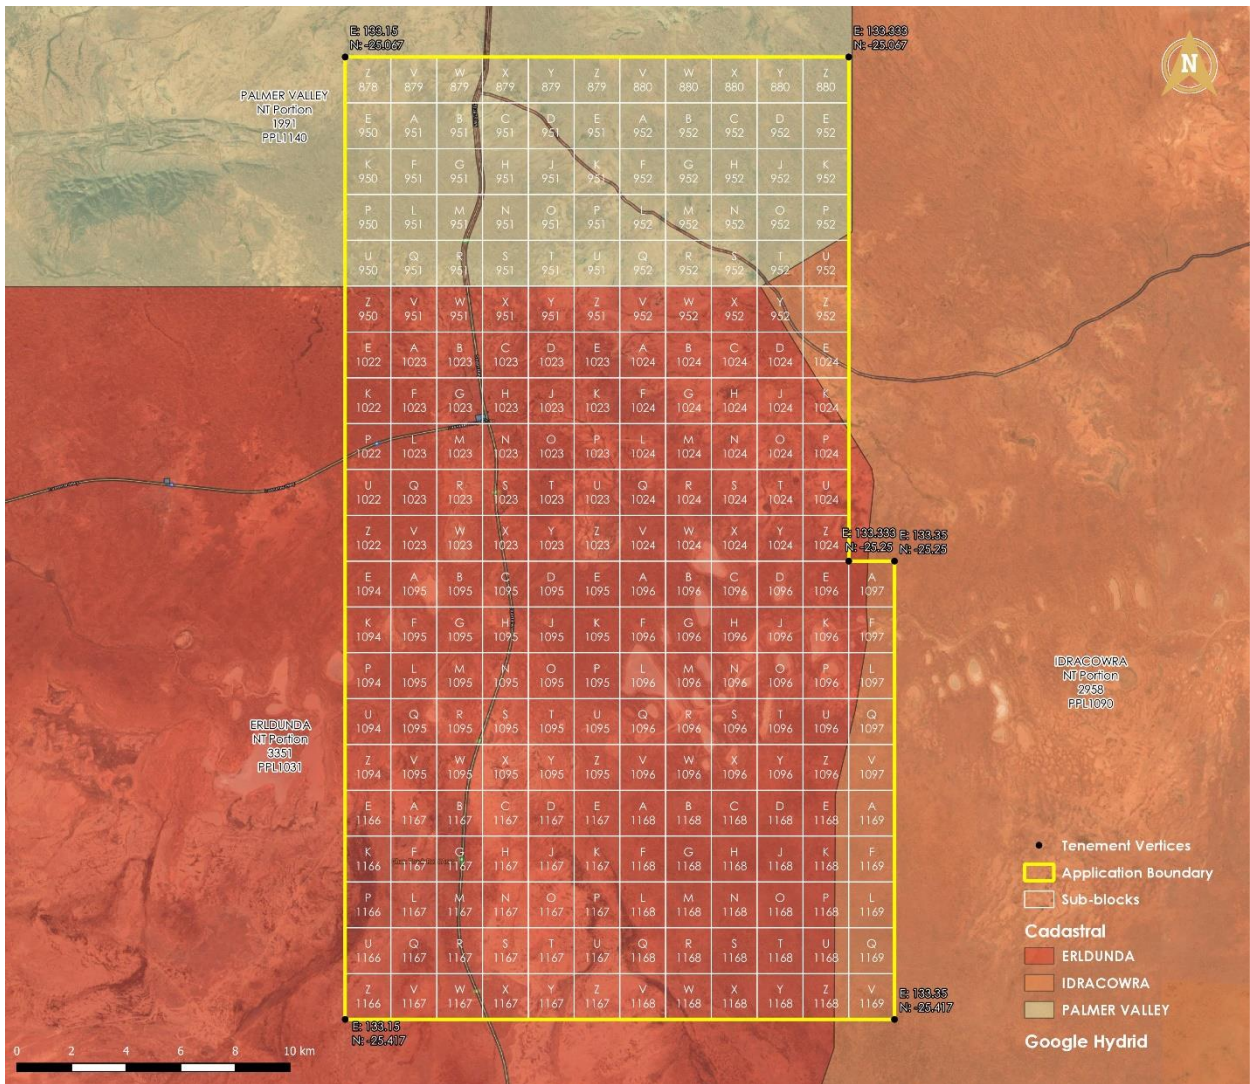 E: 133.15
N: -25.067
E: 133.333
N: -25.067
N
PALMER VALLEY
NT Portion
1991
PPL1140
Z V W X Y Z V W X Y Z
878 879 879 879 879 879 880 880 880 880 880
E A B C D E A B C D E
950 951 951 951 951 951 952 952 952 952 952
K F G H J K F G H J K
950 951 951 951 951 951 952 952 952 952 952
P L M N O P L M N O P
950 951 951 951 951 951 952 952 952 952 952
U Q R S T U Q R S T U
950 951 951 951 951 951 952 952 952 952 952
Z V W X Y Z V W X Y Z
950 951 951 951 951 951 952 952 952 952 952
E A B C D E A B C D E
1022 1023 1023 1023 1023 1023 1024 1024 1024 1024 1024
K F G H J K F G H J K
1022 1023 1023 1023 1023 1023 1024 1024 1024 1024 1024
P L M N O P L M N O P
1022 1023 1023 1023 1023 1023 1024 1024 1024 1024 1024
U Q R S T U Q R S T U
1022 1023 1023 1023 1023 1023 1024 1024 1024 1024 1024
Z V W X Y Z V W X Y Z
1022 1023 1023 1023 1023 1023 1024 1024 1024 1024 1024
E: 133.333
N: -25.25
E: 133.35
N: -25.25
E A B C D E A B C D E A
1094 1095 1095 1095 1095 1095 1096 1096 1096 1096 1096 1097
K F G H J K F G H J K F
1094 1095 1095 1095 1095 1095 1096 1096 1096 1096 1096 1097
P L M N O P L M N O P L
1094 1095 1095 1095 1095 1095 1096 1096 1096 1096 1096 1097
U Q R S T U Q R S T U Q
1094 1095 1095 1095 1095 1095 1096 1096 1096 1096 1096 1097
Z V W X Y Z V W X Y Z V
1094 1095 1095 1095 1095 1095 1096 1096 1096 1096 1096 1097
E A B C D E A B C D E A
1166 1167 1167 1167 1167 1167 1168 1168 1168 1168 1168 1169
K F G H J K F G H J K F
1166 1167 1167 1167 1167 1167 1168 1168 1168 1168 1168 1169
P L M N O P L M N O P L
1166 1167 1167 1167 1167 1167 1168 1168 1168 1168 1168 1169
U Q R S T U Q R S T U Q
1166 1167 1167 1167 1167 1167 1168 1168 1168 1168 1168 1169
Z V W X Y Z V W X Y Z V
1166 1167 1167 1167 1167 1167 1168 1168 1168 1168 1168 1169
IDRACOWRA
NT Portion
2958
PPL1090
ERLDUNDA
NT Portion
3351
PPL1031
E: 133.15
N: -25.417
E: 133.35
N: -25.417
Tenement Vertices
Application Boundary
Sub-blocks
Cadastral
ERLDUNDA
IDRACOWRA
PALMER VALLEY
Google Hydrid
0 2 4 6 8 10 km